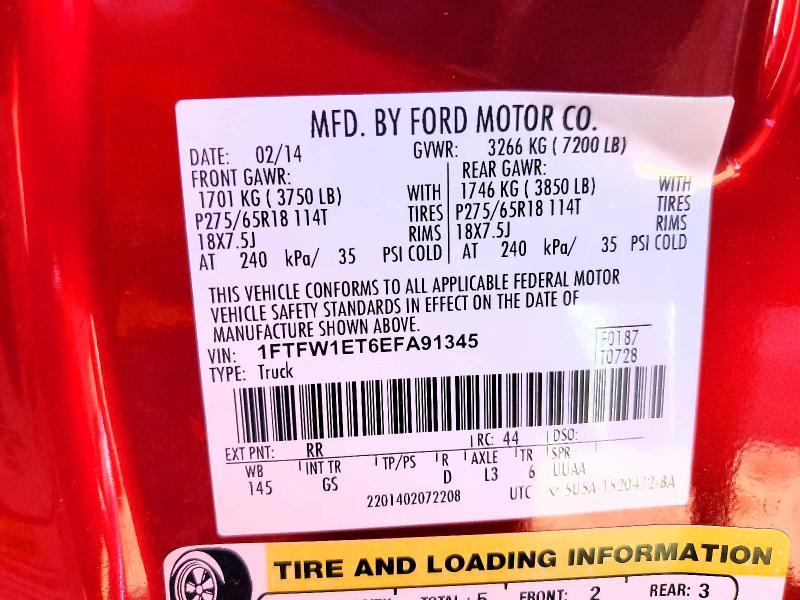 MFD. BY FORD MOTOR CO.
DATE: 02/14 GVWR: 3266 KG ( 7200 LB)
FRONT GAWR: REAR GAWR:
1701 KG ( 3750 LB) WITH 1746 KG ( 3850 LB) WITH
P275/65R18 114T TIRES P275/65R18 114T TIRES
18X7.5J RIMS 18X7.5J RIMS
AT 240 kPa/ 35 PSI COLD AT 240 kPa/ 35 PSI COLD
THIS VEHICLE CONFORMS TO ALL APPLICABLE FEDERAL MOTOR
VEHICLE SAFETY STANDARDS IN EFFECT ON THE DATE OF
MANUFACTURE SHOWN ABOVE.
VIN: 1FTFW1ET6EFA91345 F0187
TYPE: Truck T0728
EXT PNT: RR RC: 44 DSO:
WB INT TR TP/PS R AXLE TR SPR
145 GS D L3 6 UUAA
2201402072208 UTC
TIRE AND LOADING INFORMATION
TOTAL: 5 FRONT: 2 REAR: 3